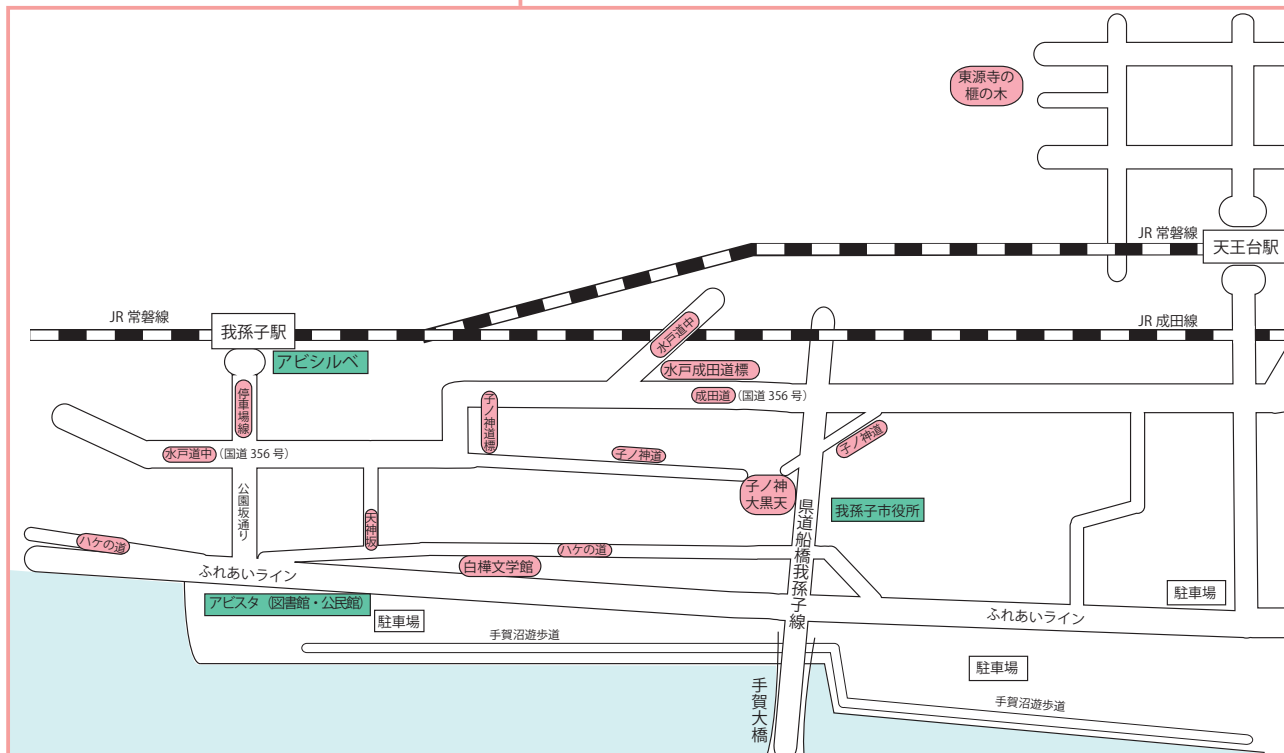 東源寺の
榧の木
JR 常磐線
天王台駅
JR 常磐線
我孫子駅
JR 成田線
アビシルベ
水戸道中
水戸成田道標
成田道
(国道 356 号)
停車場線
子ノ神道標
水戸道中
(国道 356 号)
子ノ神道
子ノ神道
子ノ神
大黒天
公園坂通り
天神坂
県道船橋我孫子線
我孫子市役所
ハケの道
ハケの道
白樺文学館
ふれあいライン
アビスタ（図書館・公民館）
駐車場
駐車場
ふれあいライン
手賀沼遊歩道
駐車場
手賀大橋
手賀沼遊歩道